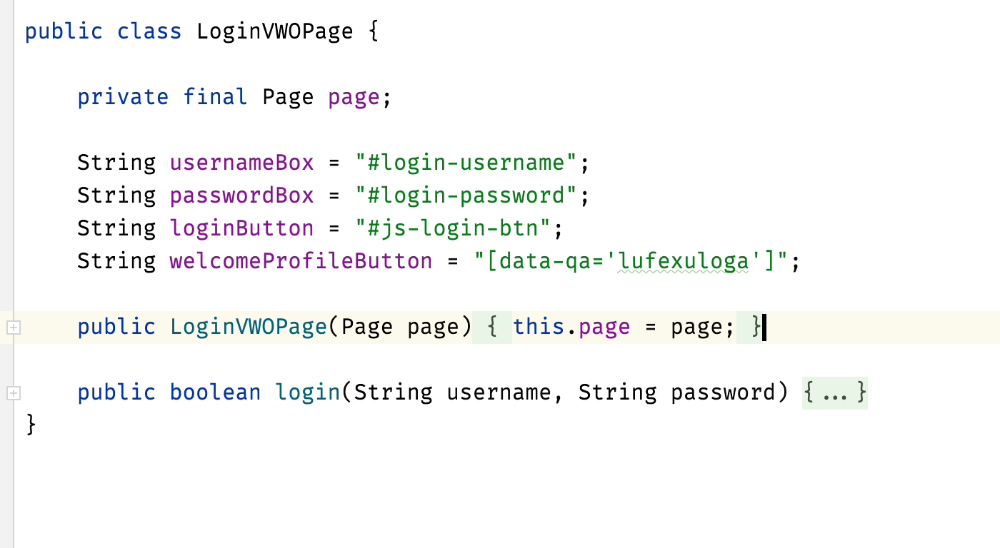 public class LoginVWOPage {
private final Page page;
String usernameBox = "#login-username";
String passwordBox = "#login-password";
String loginButton = "#js-login-btn";
String welcomeProfileButton = "[data-qa='lufexuloga']";
public LoginVWOPage(Page page) { this.page = page; }
public boolean login(String username, String password) {...}
}